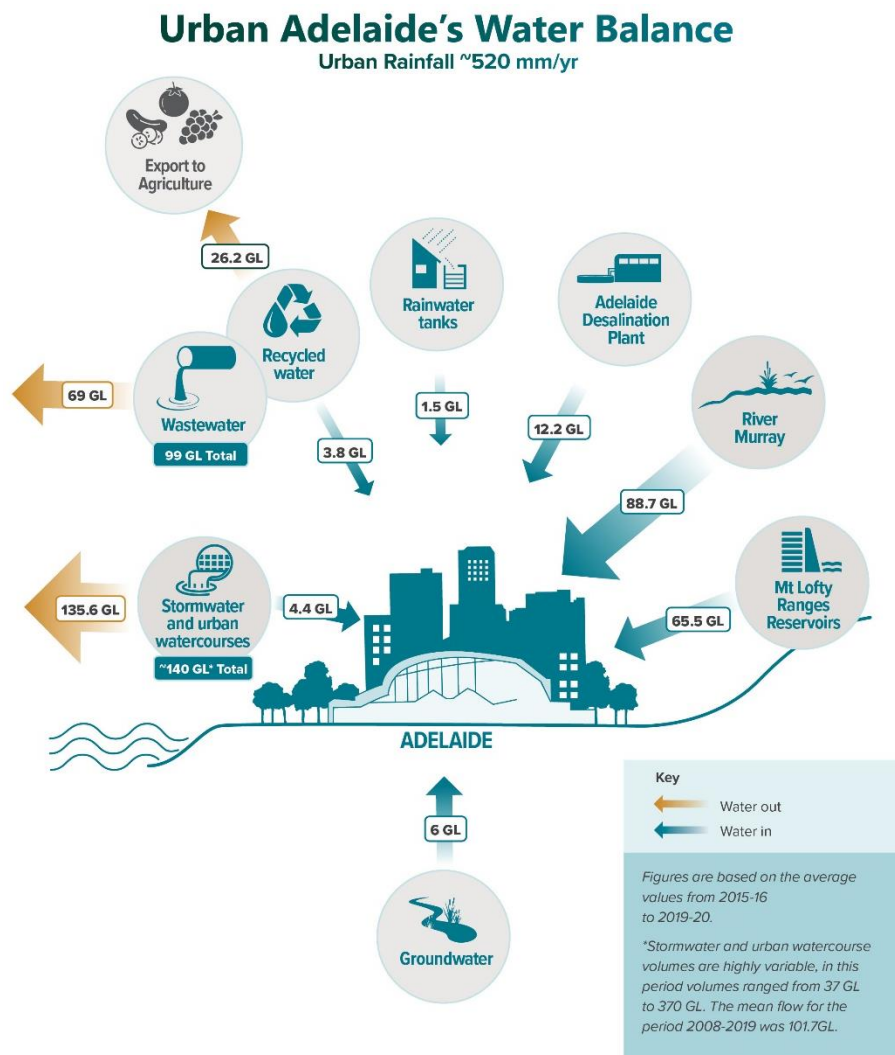 Urban Adelaide's Water Balance
Urban Rainfall ~520 mm/yr
Export to
Agriculture
26.2 GL
Rainwater
tanks
Adelaide
Desalination
Plant
Recycled
water
69 GL
Wastewater
99 GL Total
3.8 GL
1.5 GL
12.2 GL
River
Murray
88.7 GL
135.6 GL
Stormwater
and urban
watercourses
~140 GL* Total
4.4 GL
Mt Lofty
Ranges
Reservoirs
65.5 GL
ADELAIDE
6 GL
Groundwater
Key
Water out
Water in
Figures are based on the average
values from 2015-16
to 2019-20.
*Stormwater and urban watercourse
volumes are highly variable, in this
period volumes ranged from 37 GL
to 370 GL. The mean flow for the
period 2008-2019 was 101.7GL.